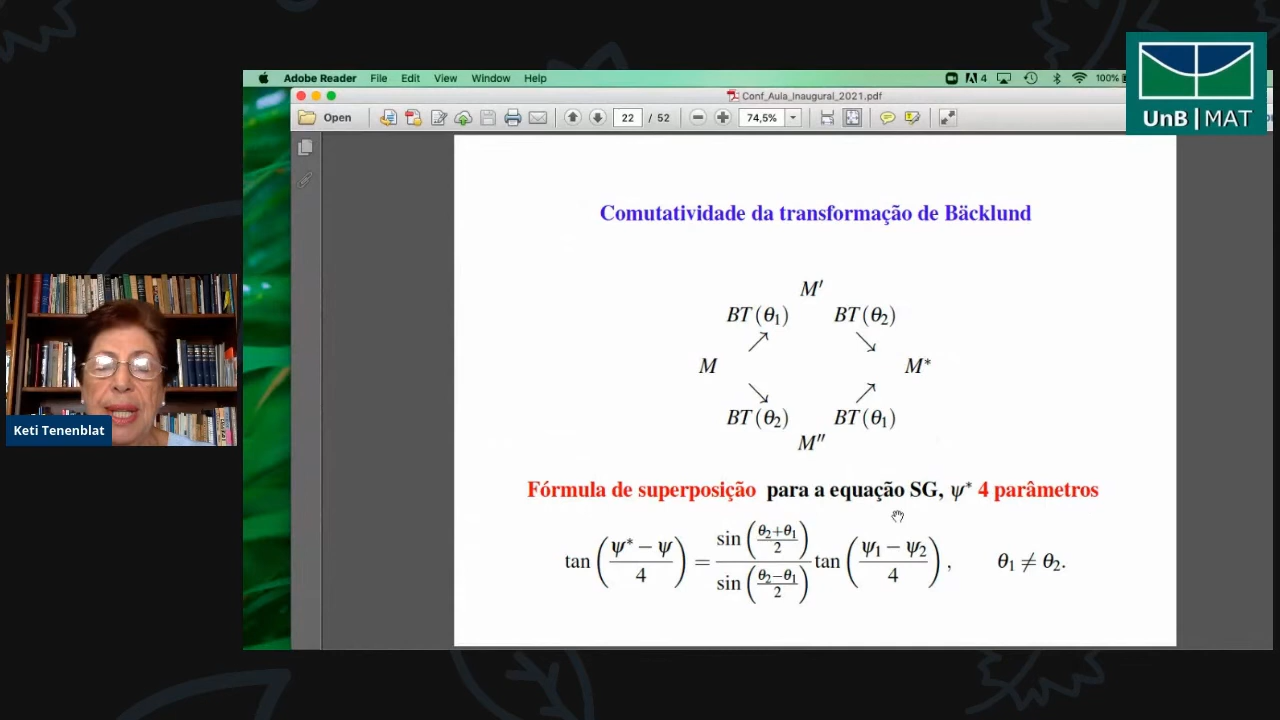 Adobe Reader File Edit View Window Help
4 100%
Conf_Aula_Inaugural_2021.pdf
Open 22 / 52 74,5%
UnB | MAT
Comutatividade da transformação de Bäcklund
M′
BT(θ₁) BT(θ₂)
↗ ↘
M M*
↘ ↗
BT(θ₂) BT(θ₁)
M″
Fórmula de superposição para a equação SG, ψ* 4 parâmetros
tan((ψ* − ψ)/4) = sin((θ₂+θ₁)/2)/sin((θ₂−θ₁)/2) tan((ψ₁ − ψ₂)/4), θ₁ ≠ θ₂.
Keti Tenenblat